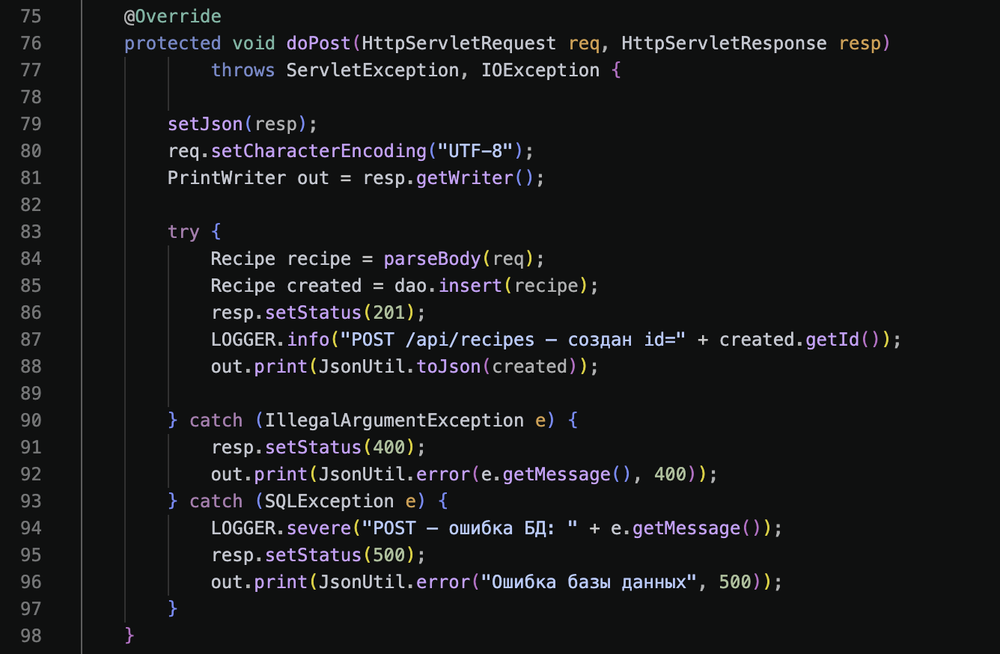 75 @Override
76 protected void doPost(HttpServletRequest req, HttpServletResponse resp)
77 throws ServletException, IOException {
78
79 setJson(resp);
80 req.setCharacterEncoding("UTF-8");
81 PrintWriter out = resp.getWriter();
82
83 try {
84 Recipe recipe = parseBody(req);
85 Recipe created = dao.insert(recipe);
86 resp.setStatus(201);
87 LOGGER.info("POST /api/recipes — создан id=" + created.getId());
88 out.print(JsonUtil.toJson(created));
89
90 } catch (IllegalArgumentException e) {
91 resp.setStatus(400);
92 out.print(JsonUtil.error(e.getMessage(), 400));
93 } catch (SQLException e) {
94 LOGGER.severe("POST — ошибка БД: " + e.getMessage());
95 resp.setStatus(500);
96 out.print(JsonUtil.error("Ошибка базы данных", 500));
97 }
98 }